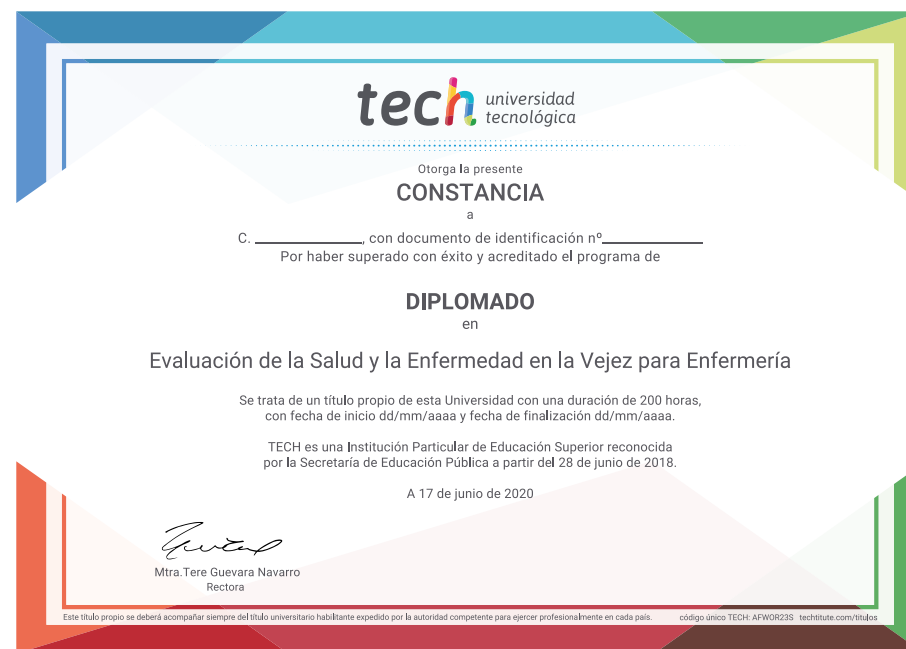 tech universidad
tecnológica
Otorga la presente
CONSTANCIA
a
C. ____________, con documento de identificación nº____________
Por haber superado con éxito y acreditado el programa de
DIPLOMADO
en
Evaluación de la Salud y la Enfermedad en la Vejez para Enfermería
Se trata de un título propio de esta Universidad con una duración de 200 horas,
con fecha de inicio dd/mm/aaaa y fecha de finalización dd/mm/aaaa.
TECH es una Institución Particular de Educación Superior reconocida
por la Secretaría de Educación Pública a partir del 28 de junio de 2018.
A 17 de junio de 2020
Mtra.Tere Guevara Navarro
Rectora
Este título propio se deberá acompañar siempre del título universitario habilitante expedido por la autoridad competente para ejercer profesionalmente en cada país. código único TECH: AFWOR23S techtitute.com/titulos